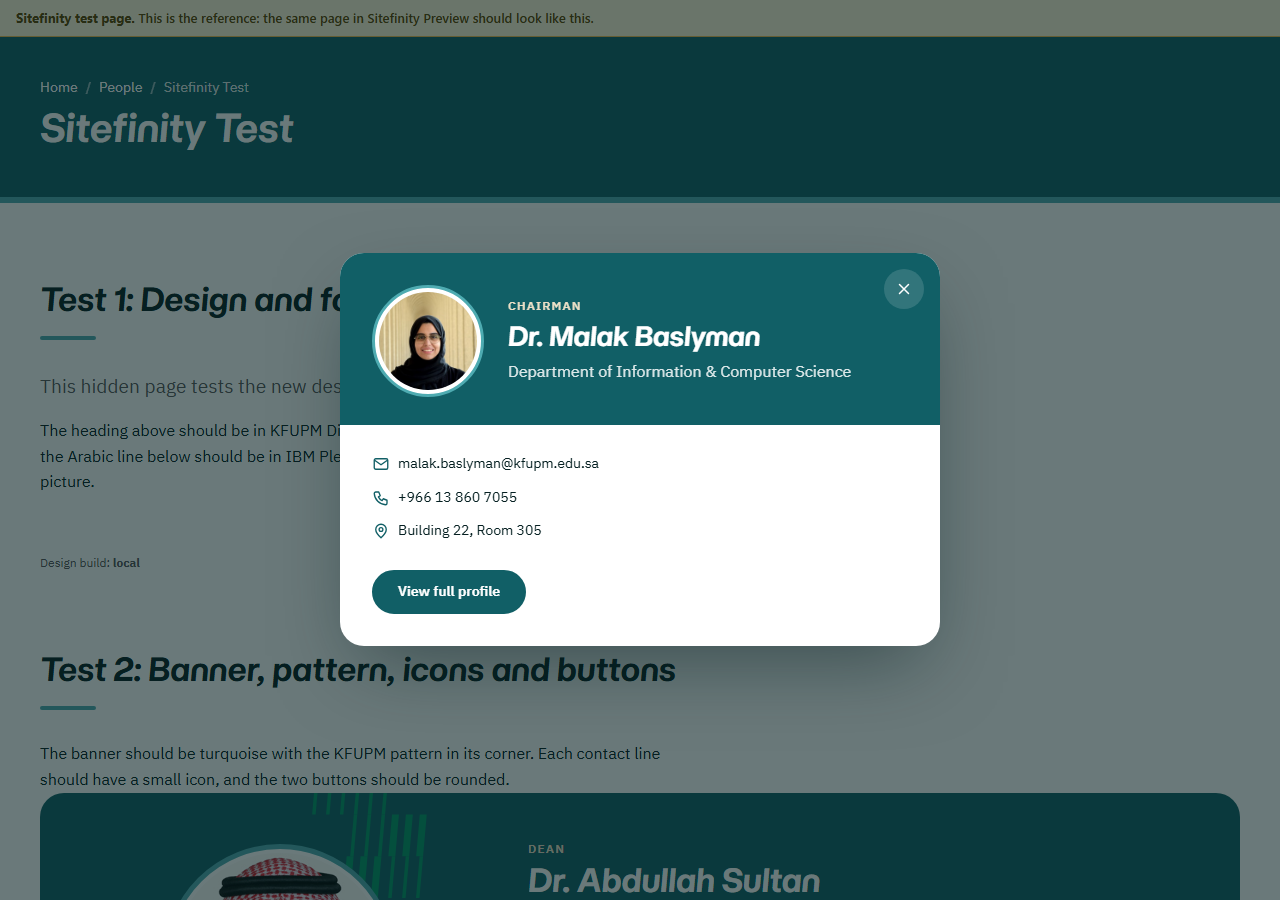 Sitefinity test page. This is the reference: the same page in Sitefinity Preview should look like this.
Home / People / Sitefinity Test
Sitefinity Test
Test 1: Design and fo
This hidden page tests the new des
The heading above should be in KFUPM Di
the Arabic line below should be in IBM Ple
picture.
Design build: local
CHAIRMAN
Dr. Malak Baslyman
Department of Information & Computer Science
malak.baslyman@kfupm.edu.sa
+966 13 860 7055
Building 22, Room 305
View full profile
Test 2: Banner, pattern, icons and buttons
The banner should be turquoise with the KFUPM pattern in its corner. Each contact line
should have a small icon, and the two buttons should be rounded.
DEAN
Dr. Abdullah Sultan